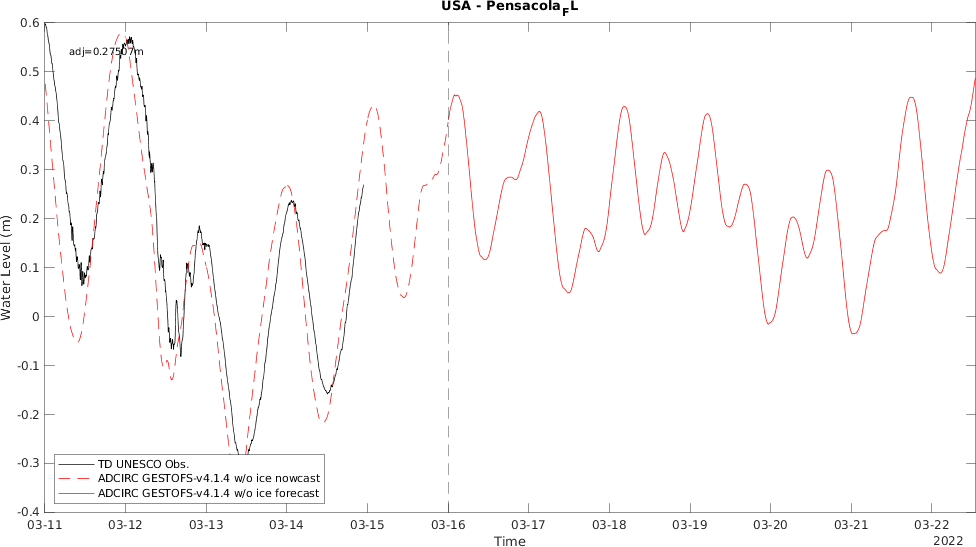 USA - Pensacola_FL
adj=0.27507m
0.6
0.5
0.4
0.3
0.2
0.1
0
-0.1
-0.2
-0.3
-0.4
Water Level (m)
TD UNESCO Obs.
ADCIRC GESTOFS-v4.1.4 w/o ice nowcast
ADCIRC GESTOFS-v4.1.4 w/o ice forecast
03-11 03-12 03-13 03-14 03-15 03-16 03-17 03-18 03-19 03-20 03-21 03-22
Time
2022